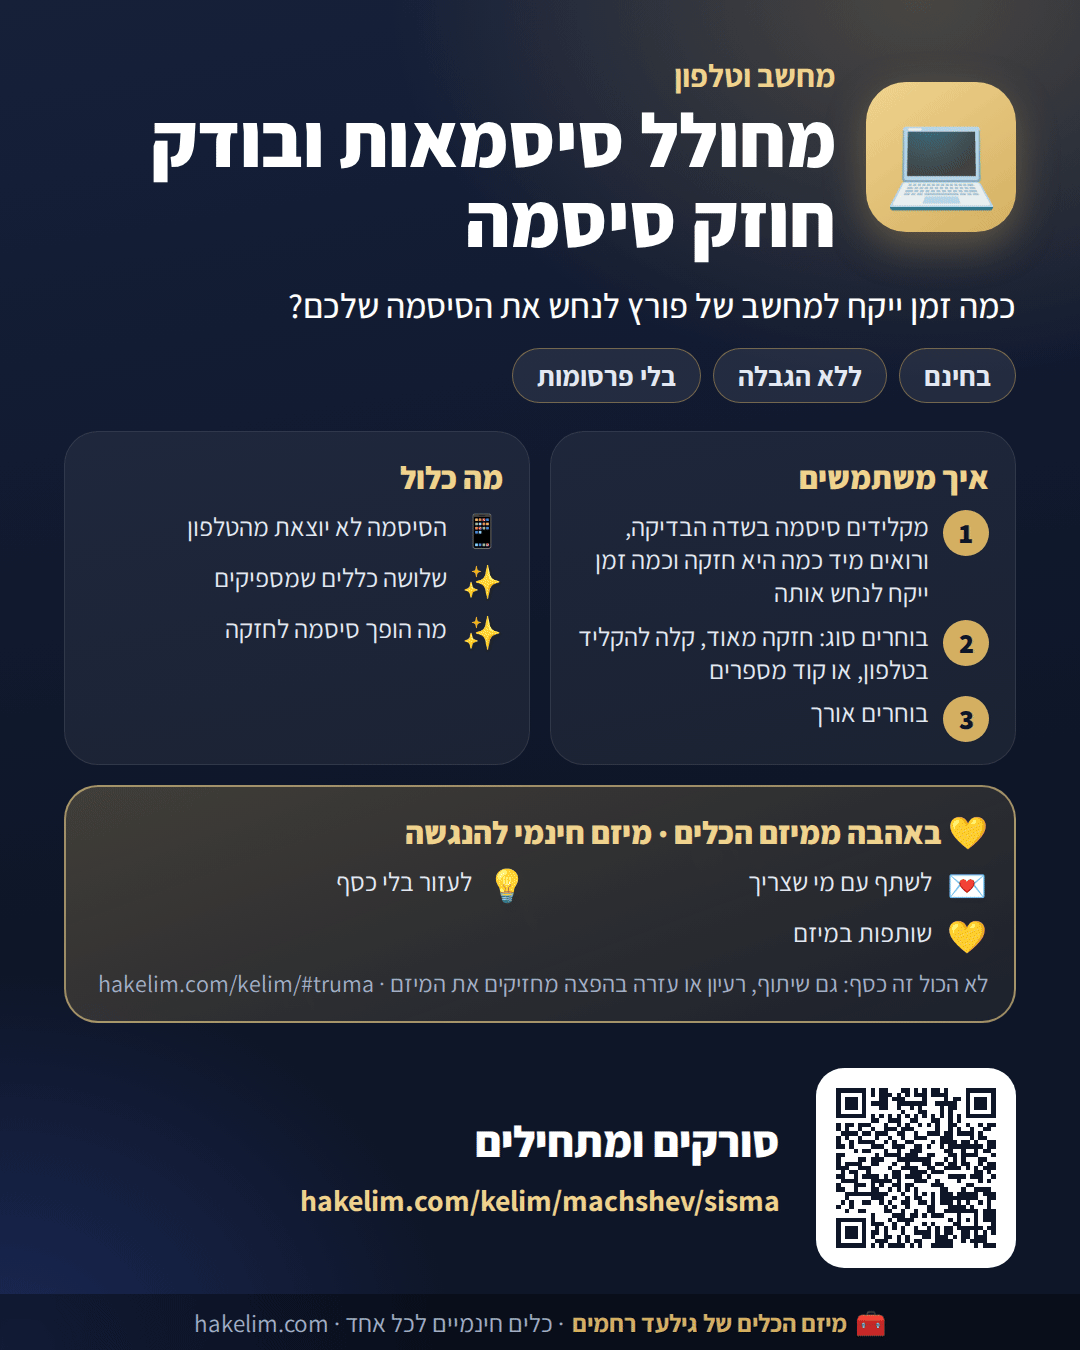 מחשב וטלפון
מחולל סיסמאות ובודק
חוזק סיסמה
כמה זמן ייקח למחשב של פורץ לנחש את הסיסמה שלכם?
בחינם
ללא הגבלה
בלי פרסומות
איך משתמשים
1
מקלידים סיסמה בשדה הבדיקה,
ורואים מיד כמה היא חזקה וכמה זמן
ייקח לנחש אותה
2
בוחרים סוג: חזקה מאוד, קלה להקליד
בטלפון, או קוד מספרים
3
בוחרים אורך
מה כלול
הסיסמה לא יוצאת מהטלפון
שלושה כללים שמספיקים
מה הופך סיסמה לחזקה
באהבה ממיזם הכלים · מיזם חינמי להנגשה
לשתף עם מי שצריך
לעזור בלי כסף
שותפות במיזם
לא הכול זה כסף: גם שיתוף, רעיון או עזרה בהפצה מחזיקים את המיזם · hakelim.com/kelim/#truma
סורקים ומתחילים
hakelim.com/kelim/machshev/sisma
מיזם הכלים של גילעד רחמים · כלים חינמיים לכל אחד · hakelim.com